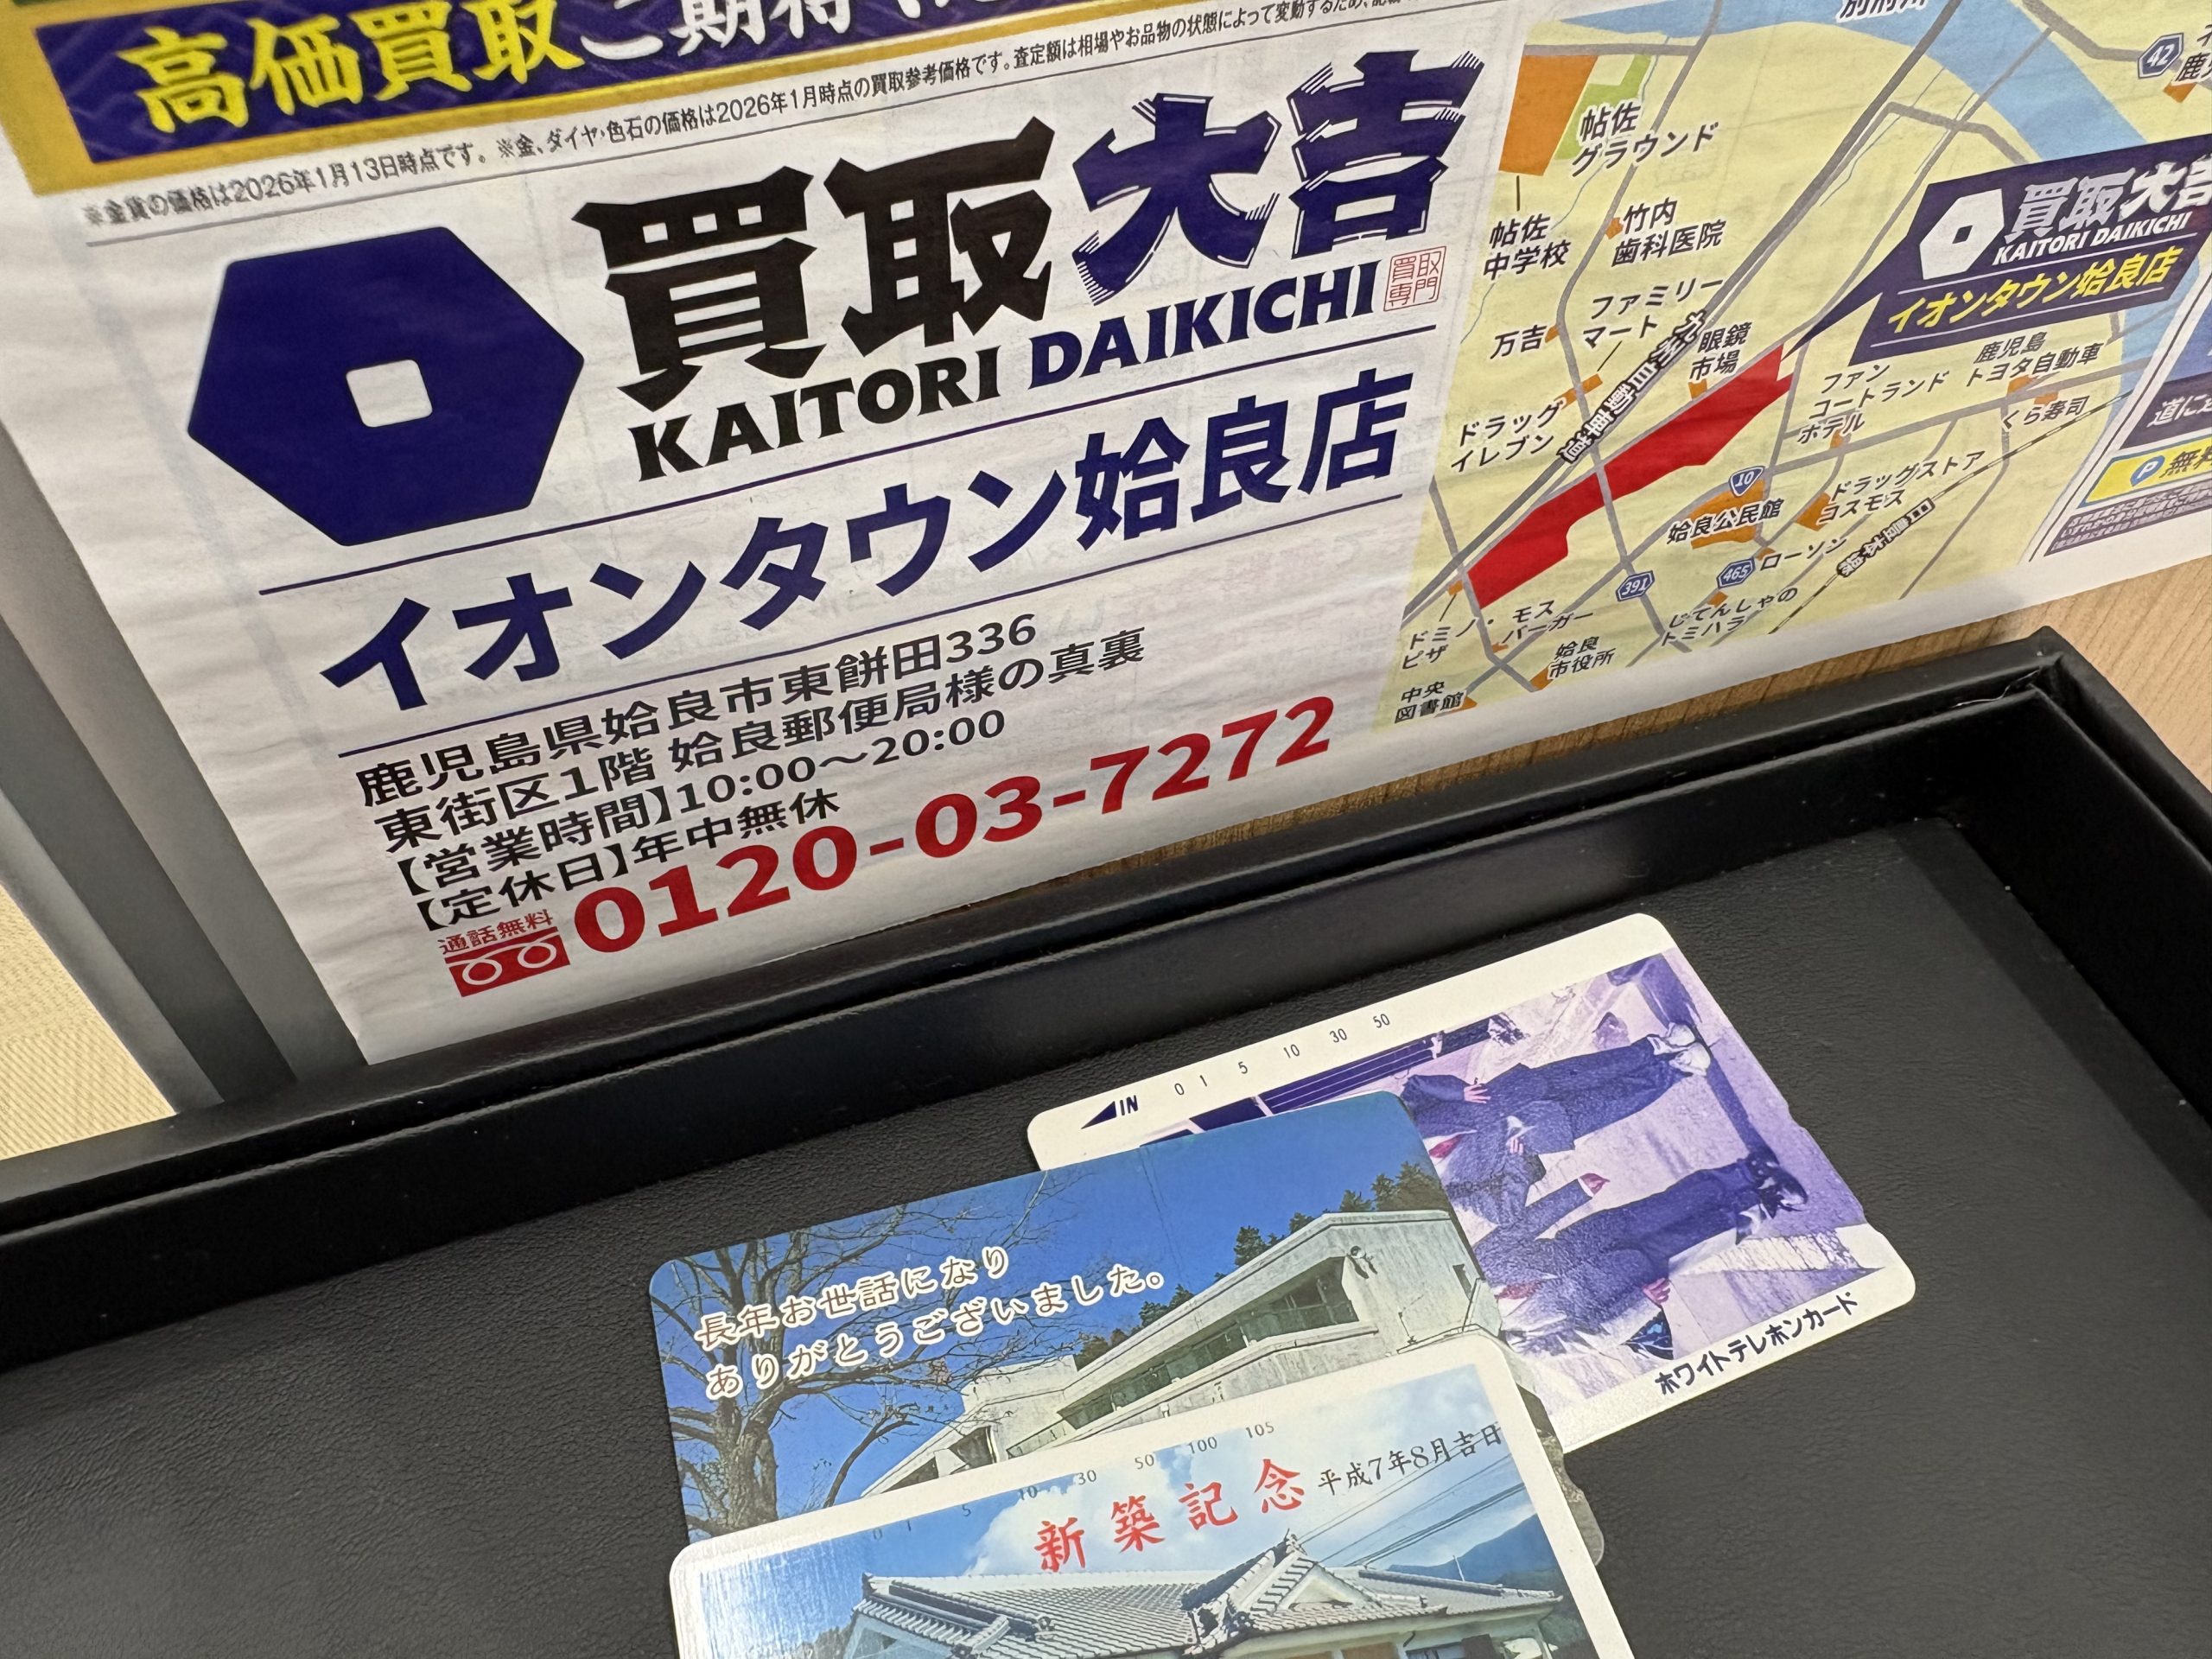 高価買取ご期待
※金貨の価格は2026年1月13日時点です。※金、ダイヤ・色石の価格は2026年1月時点の買取参考価格です。査定額は相場やお品物の状態によって変動するため、
買取大吉
KAITORI DAIKICHI
買取専門
イオンタウン姶良店
鹿児島県姶良市東餅田336
東街区1階 姶良郵便局様の真裏
【営業時間】10:00～20:00
【定休日】年中無休
通話無料
0120-03-7272
別府川
42
帖佐
グラウンド
帖佐
中学校
竹内
歯科医院
ファミリー
マート
万吉
眼鏡
市場
ドラッグ
イレブン
買取大吉
KAITORI DAIKICHI
イオンタウン姶良店
鹿児島
トヨタ自動車
ファン
コートランド
ホテル
くら寿司
10
姶良公民館
ドラッグストア
コスモス
ローソン
465
391
じてんしゃの
トミハラ
ドミノ・
ピザ
モス
バーガー
姶良
市役所
中央
図書館
P
IN 0 1 5 10 30 50
ホワイトテレホンカード
長年お世話になり
ありがとうございました。
0 1 5 10 30 50 100 105
新築記念 平成7年8月吉日